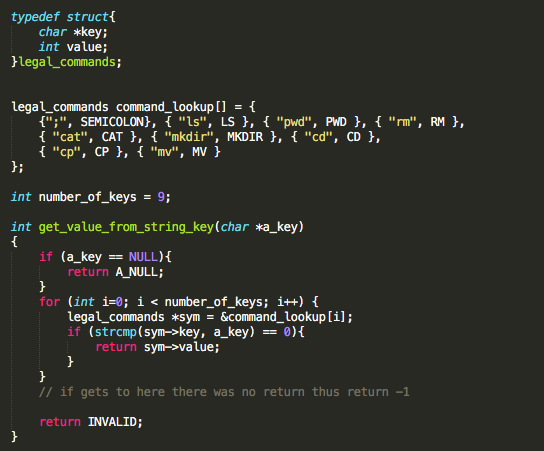 typedef struct{
    char *key;
    int value;
}legal_commands;

legal_commands command_lookup[] = {
    {";", SEMICOLON}, { "ls", LS }, { "pwd", PWD }, { "rm", RM },
    { "cat", CAT }, { "mkdir", MKDIR }, { "cd", CD },
    { "cp", CP }, { "mv", MV }
};

int number_of_keys = 9;

int get_value_from_string_key(char *a_key)
{
    if (a_key == NULL){
        return A_NULL;
    }
    for (int i=0; i < number_of_keys; i++) {
        legal_commands *sym = &command_lookup[i];
        if (strcmp(sym->key, a_key) == 0){
            return sym->value;
        }
    }
    // if gets to here there was no return thus return -1

    return INVALID;
}